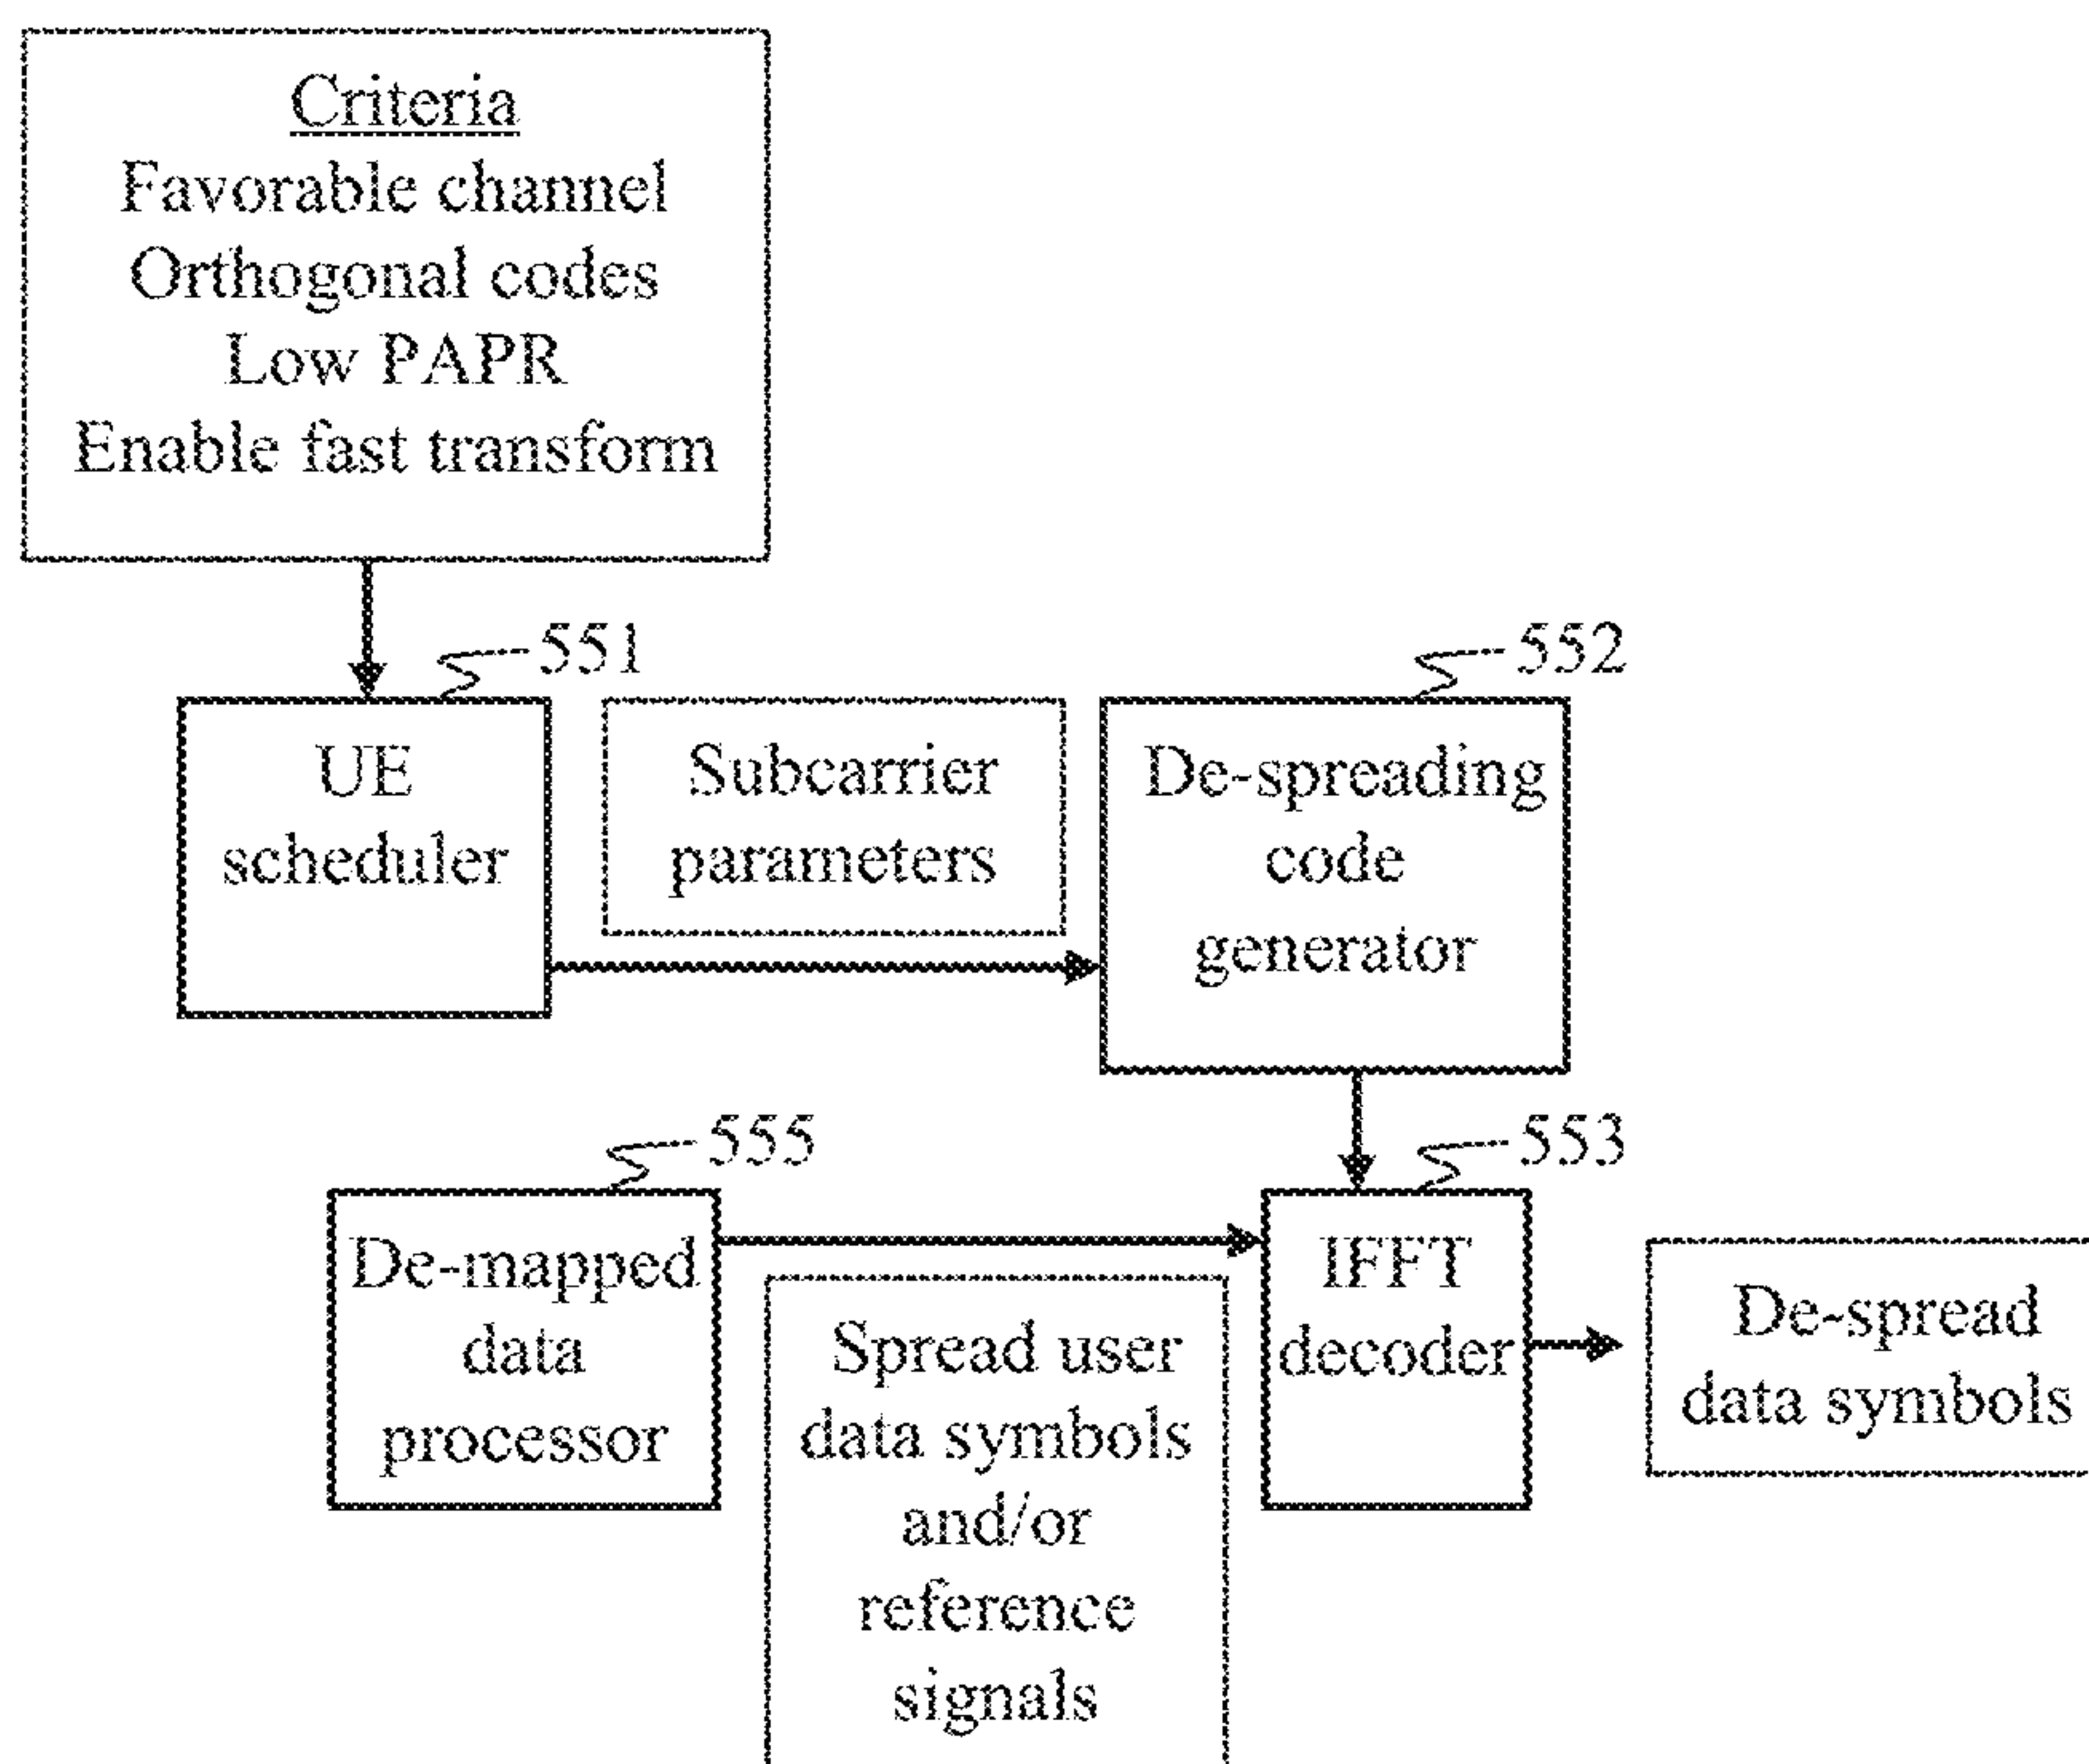 Criteria
Favorable channel
Orthogonal codes
Low PAPR
Enable fast transform
551
552
UE
scheduler
Subcarrier
parameters
De-spreading
code
generator
555
553
De-mapped
data
processor
Spread user
data symbols
and/or
reference
signals
IFFT
decoder
De-spread
data symbols